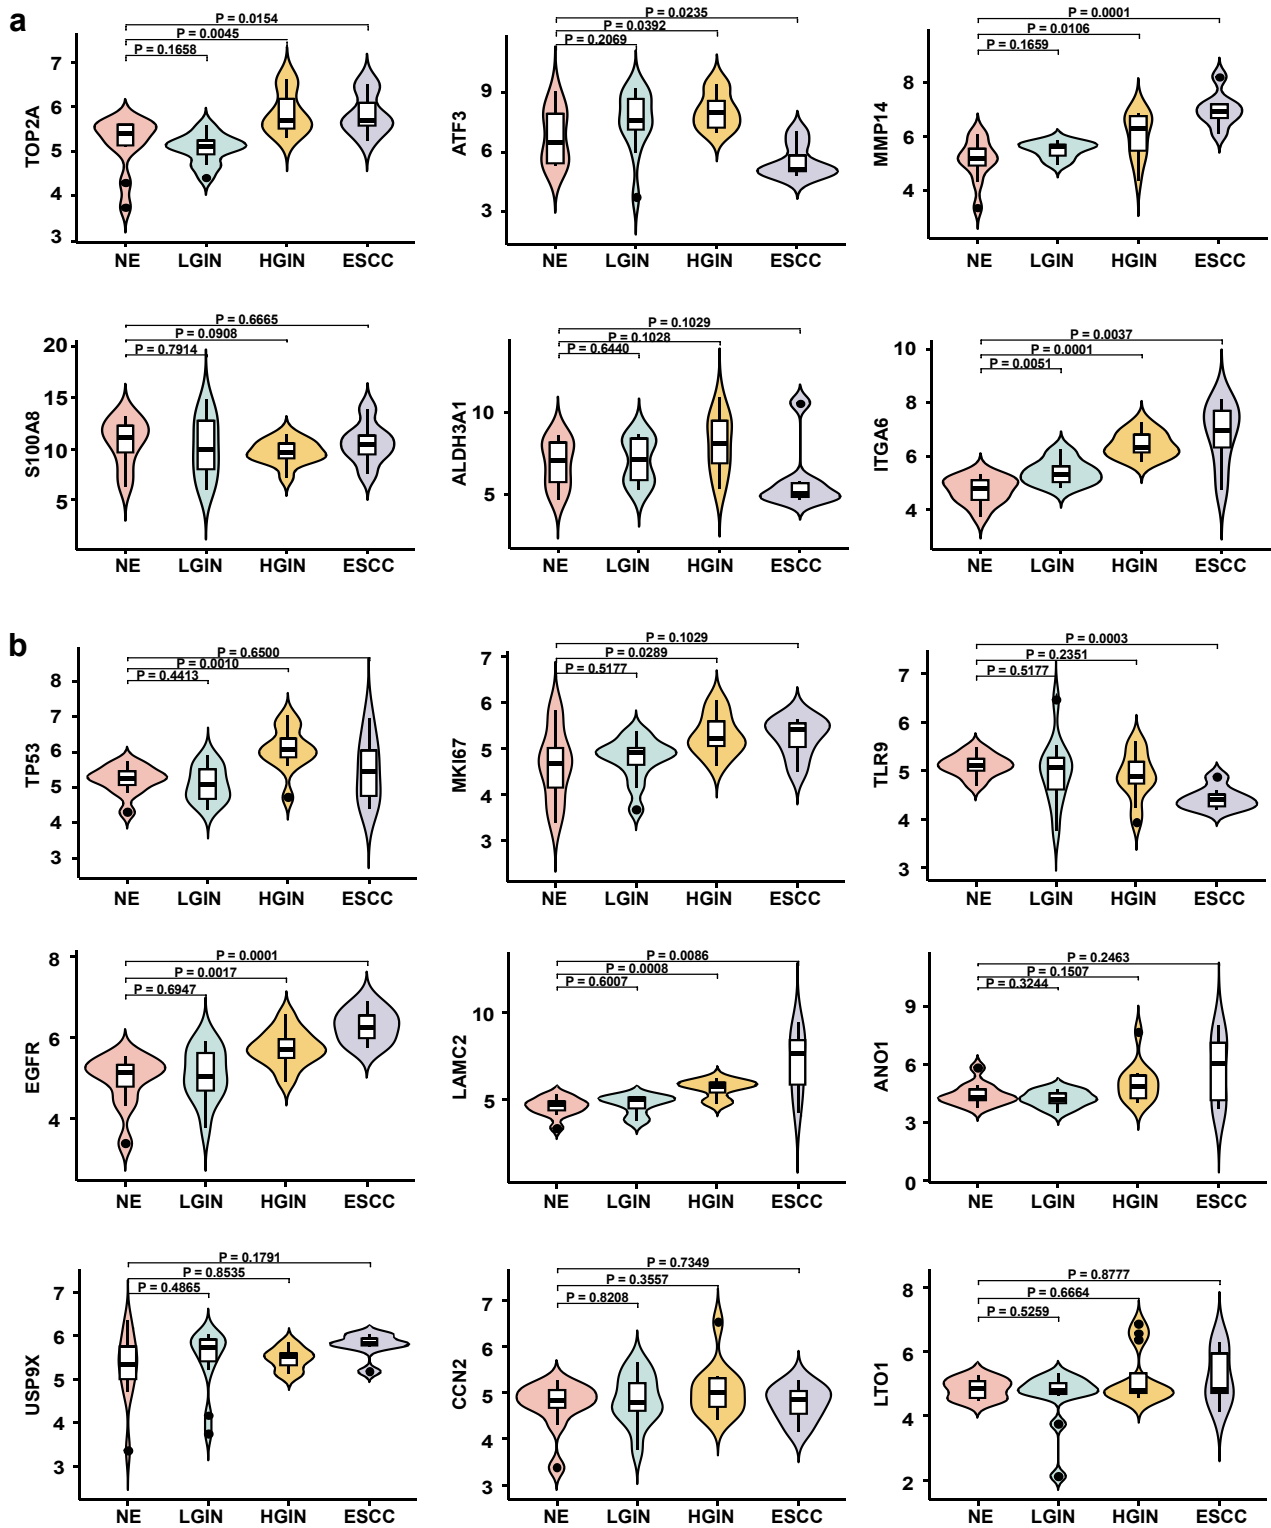 a
P = 0.0154
P = 0.0045
P = 0.1658
TOP2A
7
6
5
4
3
NE LGIN HGIN ESCC
P = 0.0235
P = 0.0392
P = 0.2069
ATF3
9
6
3
NE LGIN HGIN ESCC
P = 0.0001
P = 0.0106
P = 0.1659
MMP14
8
6
4
NE LGIN HGIN ESCC
P = 0.6665
P = 0.0908
P = 0.7914
S100A8
20
15
10
5
NE LGIN HGIN ESCC
P = 0.1029
P = 0.1028
P = 0.6440
ALDH3A1
10
5
NE LGIN HGIN ESCC
P = 0.0037
P = 0.0001
P = 0.0051
ITGA6
10
8
6
4
NE LGIN HGIN ESCC
b
P = 0.6500
P = 0.0010
P = 0.4413
TP53
8
7
6
5
4
3
NE LGIN HGIN ESCC
P = 0.1029
P = 0.0289
P = 0.5177
MKI67
7
6
5
4
3
NE LGIN HGIN ESCC
P = 0.0003
P = 0.2351
P = 0.5177
TLR9
7
6
5
4
3
NE LGIN HGIN ESCC
P = 0.0001
P = 0.0017
P = 0.6947
EGFR
8
6
4
NE LGIN HGIN ESCC
P = 0.0086
P = 0.0008
P = 0.6007
LAMC2
10
5
NE LGIN HGIN ESCC
P = 0.2463
P = 0.1507
P = 0.3244
ANO1
9
6
3
0
NE LGIN HGIN ESCC
P = 0.1791
P = 0.8535
P = 0.4865
USP9X
7
6
5
4
3
NE LGIN HGIN ESCC
P = 0.7349
P = 0.3557
P = 0.8208
CCN2
7
6
5
4
3
NE LGIN HGIN ESCC
P = 0.8777
P = 0.6664
P = 0.5259
LTO1
8
6
4
2
NE LGIN HGIN ESCC